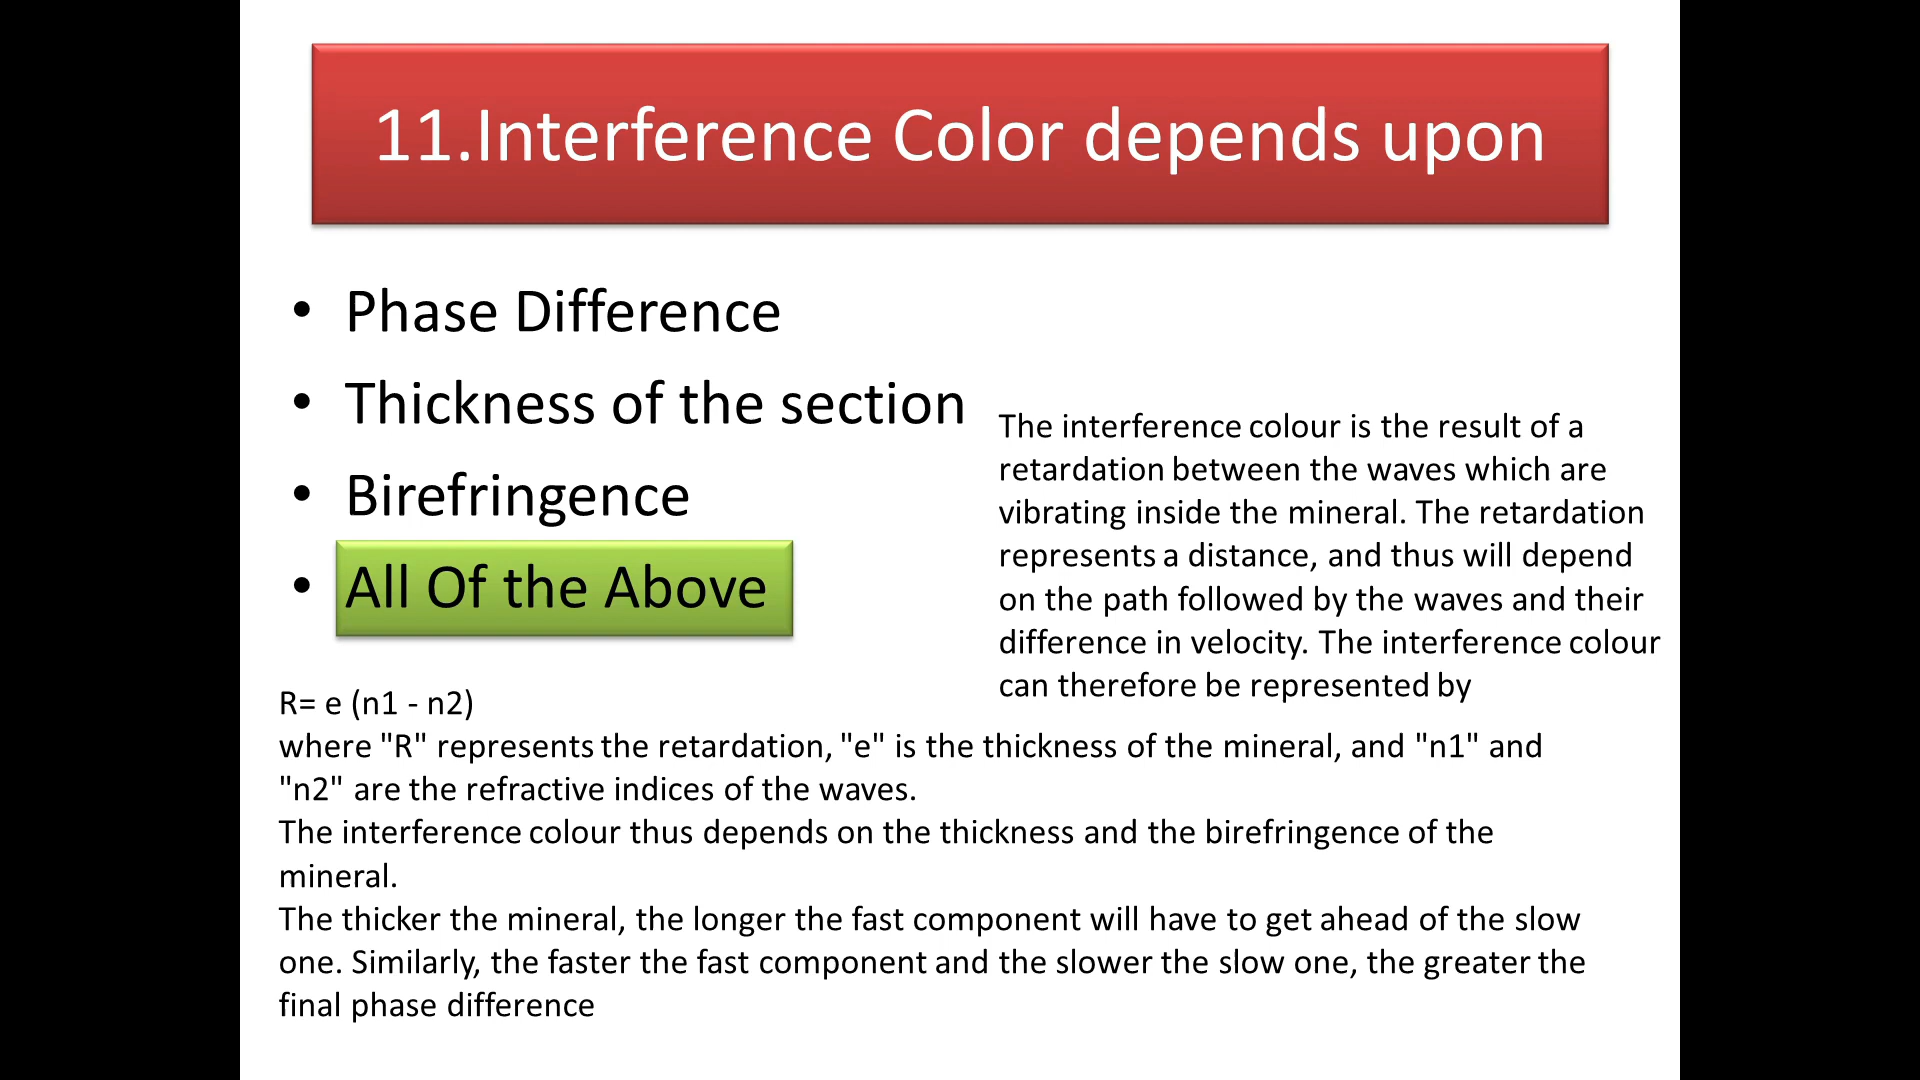 11.Interference Color depends upon
• Phase Difference
• Thickness of the section
• Birefringence
• All Of the Above
The interference colour is the result of a
retardation between the waves which are
vibrating inside the mineral. The retardation
represents a distance, and thus will depend
on the path followed by the waves and their
difference in velocity. The interference colour
can therefore be represented by
R= e (n1 - n2)
where "R" represents the retardation, "e" is the thickness of the mineral, and "n1" and
"n2" are the refractive indices of the waves.
The interference colour thus depends on the thickness and the birefringence of the
mineral.
The thicker the mineral, the longer the fast component will have to get ahead of the slow
one. Similarly, the faster the fast component and the slower the slow one, the greater the
final phase difference